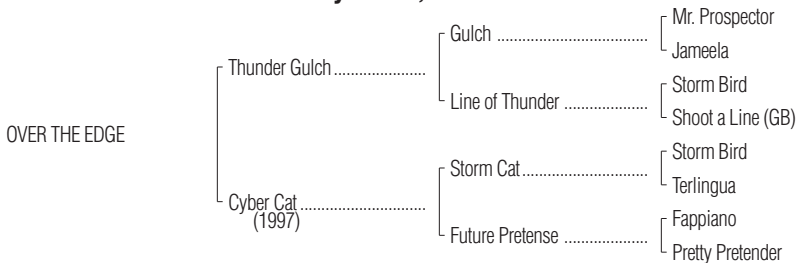 Mr. Prospector
Gulch ........................................
Jameela
Thunder Gulch.......................
Storm Bird
Line of Thunder ......................
Shoot a Line (GB)
OVER THE EDGE
Storm Bird
Storm Cat.................................
Terlingua
Cyber Cat ................................
(1997)
Fappiano
Future Pretense ......................
Pretty Pretender